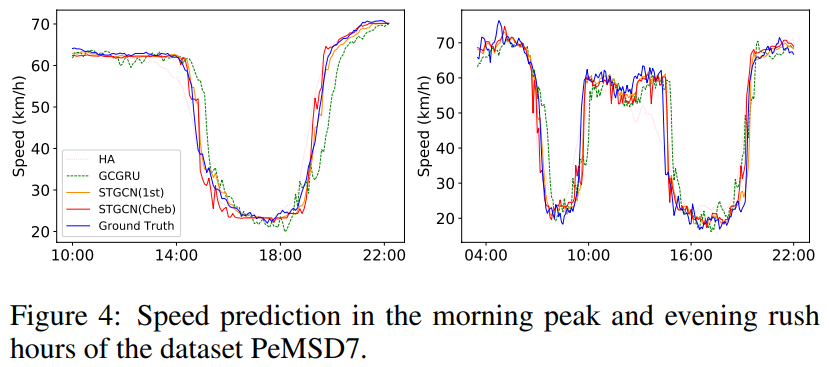 Speed (km/h)
70
60
50
40
30
20
HA
GCGRU
STGCN(1st)
STGCN(Cheb)
Ground Truth
10:00
14:00
18:00
22:00
Speed (km/h)
70
60
50
40
30
20
04:00
10:00
16:00
22:00
Figure 4: Speed prediction in the morning peak and evening rush
hours of the dataset PeMSD7.